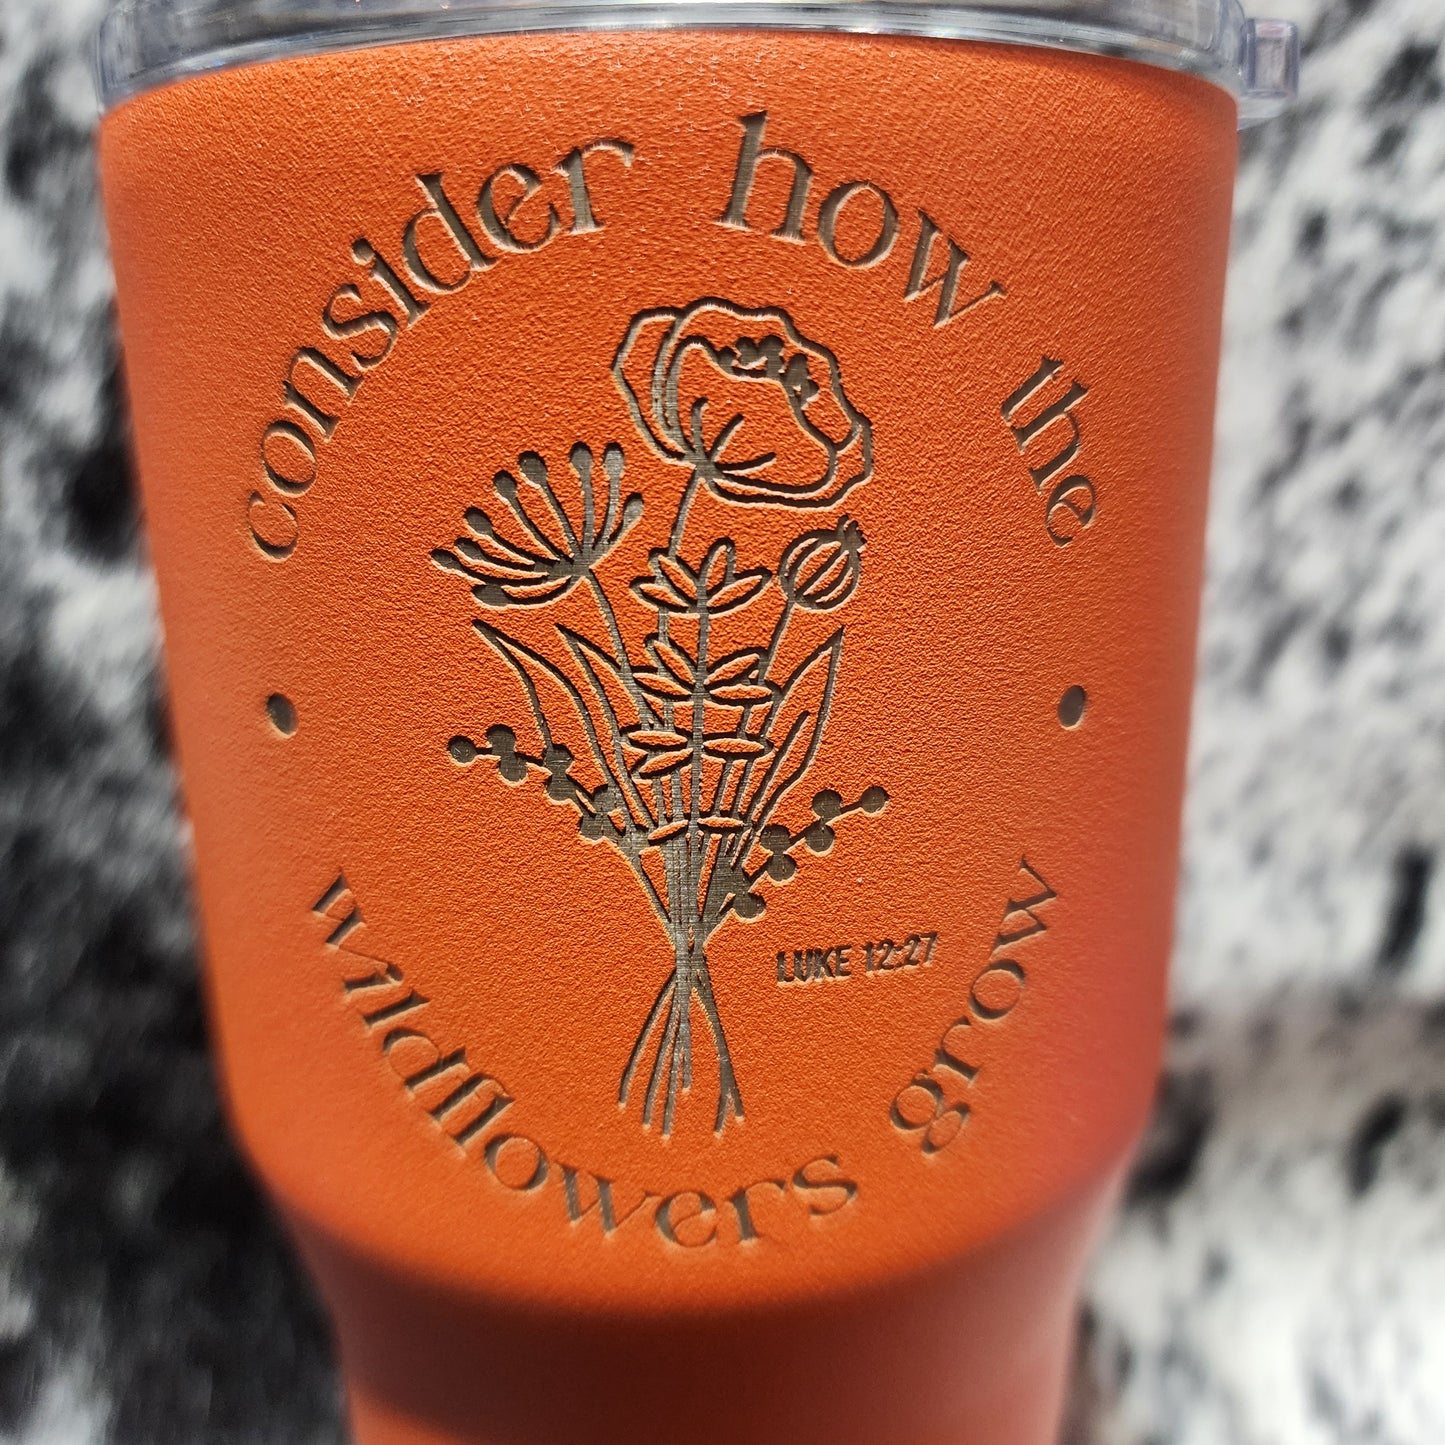 consider how the
wildflowers grow
LUKE 12:27